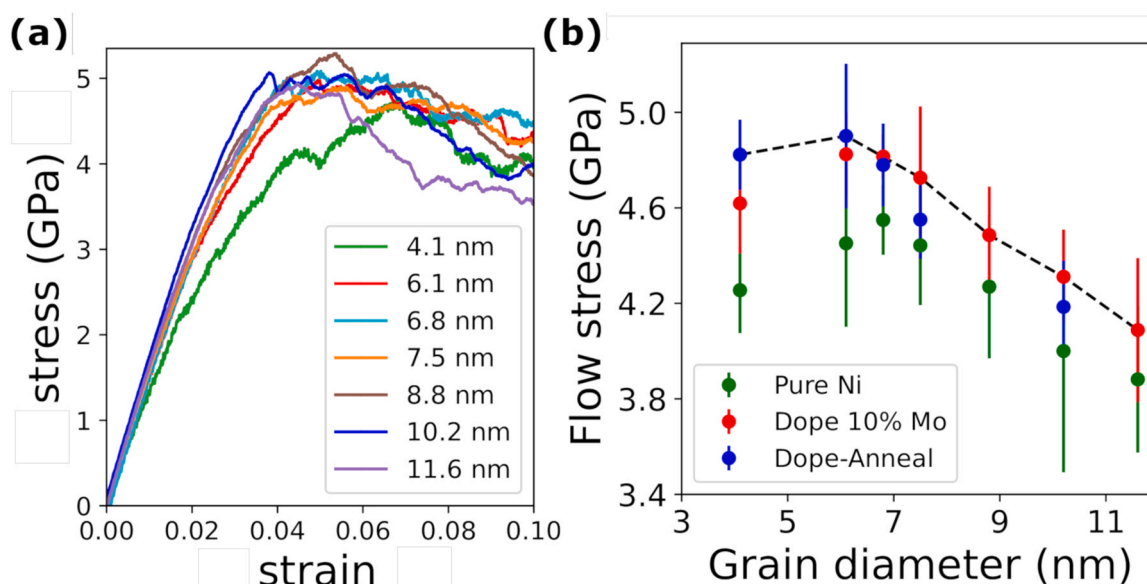 (a)
stress (GPa)
5
4
3
2
1
0
0.00
0.02
0.04
0.06
0.08
0.10
strain
4.1 nm
6.1 nm
6.8 nm
7.5 nm
8.8 nm
10.2 nm
11.6 nm
(b)
Flow stress (GPa)
5.0
4.6
4.2
3.8
3.4
3
5
7
9
11
Grain diameter (nm)
Pure Ni
Dope 10% Mo
Dope-Anneal